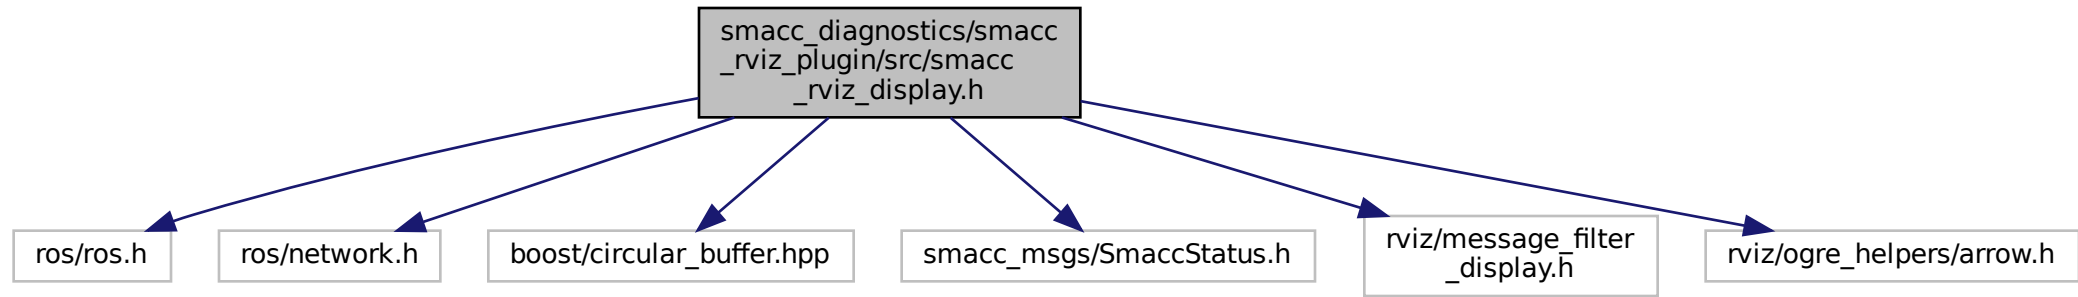 smacc_diagnostics/smacc
_rviz_plugin/src/smacc
_rviz_display.h
ros/ros.h
ros/network.h
boost/circular_buffer.hpp
smacc_msgs/SmaccStatus.h
rviz/message_filter
_display.h
rviz/ogre_helpers/arrow.h